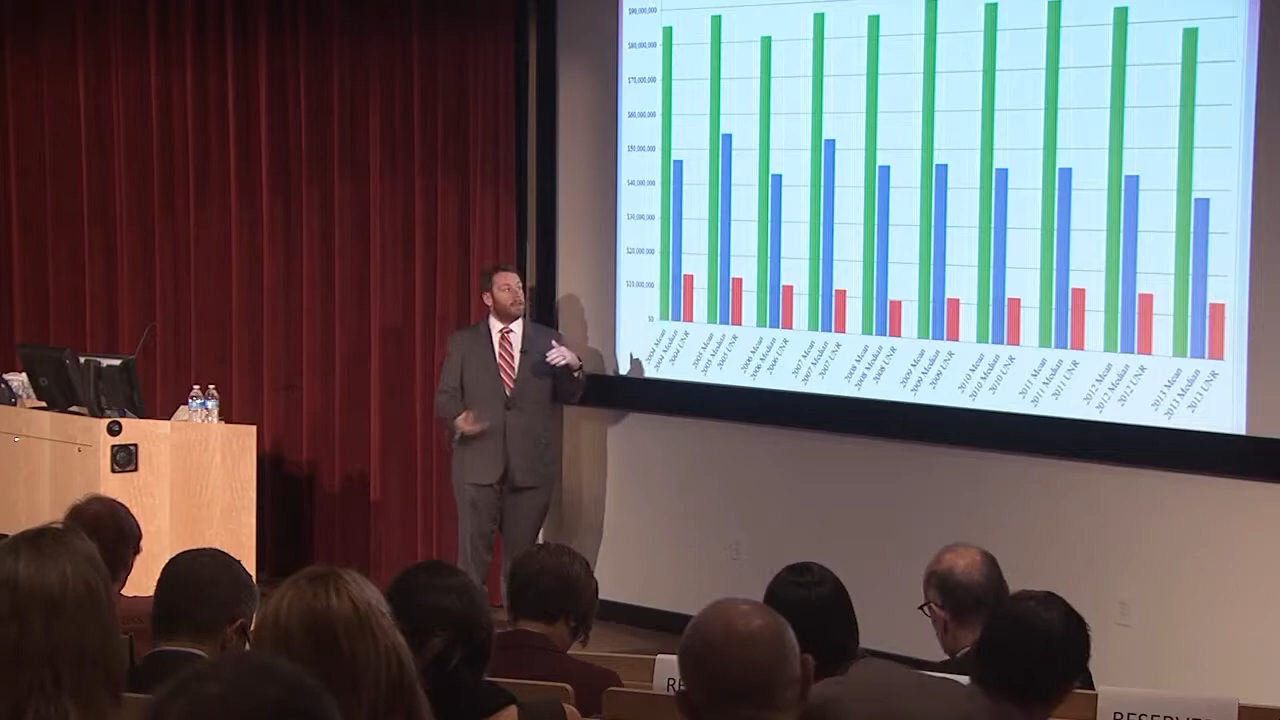 $90,000,000
$80,000,000
$70,000,000
$60,000,000
$50,000,000
$40,000,000
$30,000,000
$20,000,000
$10,000,000
$0
2004 Mean
2004 Median
2004 UNR
2005 Mean
2005 Median
2005 UNR
2006 Mean
2006 Median
2006 UNR
2007 Mean
2007 Median
2007 UNR
2008 Mean
2008 Median
2008 UNR
2009 Mean
2009 Median
2009 UNR
2010 Mean
2010 Median
2010 UNR
2011 Mean
2011 Median
2011 UNR
2012 Mean
2012 Median
2012 UNR
2013 Mean
2013 Median
2013 UNR
RE
RESERVED